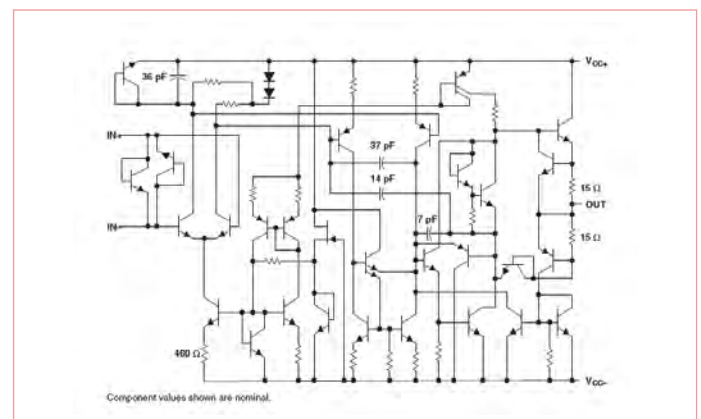 VCC+
36 pF
IN+
37 pF
14 pF
15 Ω
OUT
IN-
7 pF
15 Ω
460 Ω
VCC-
Component values shown are nominal.